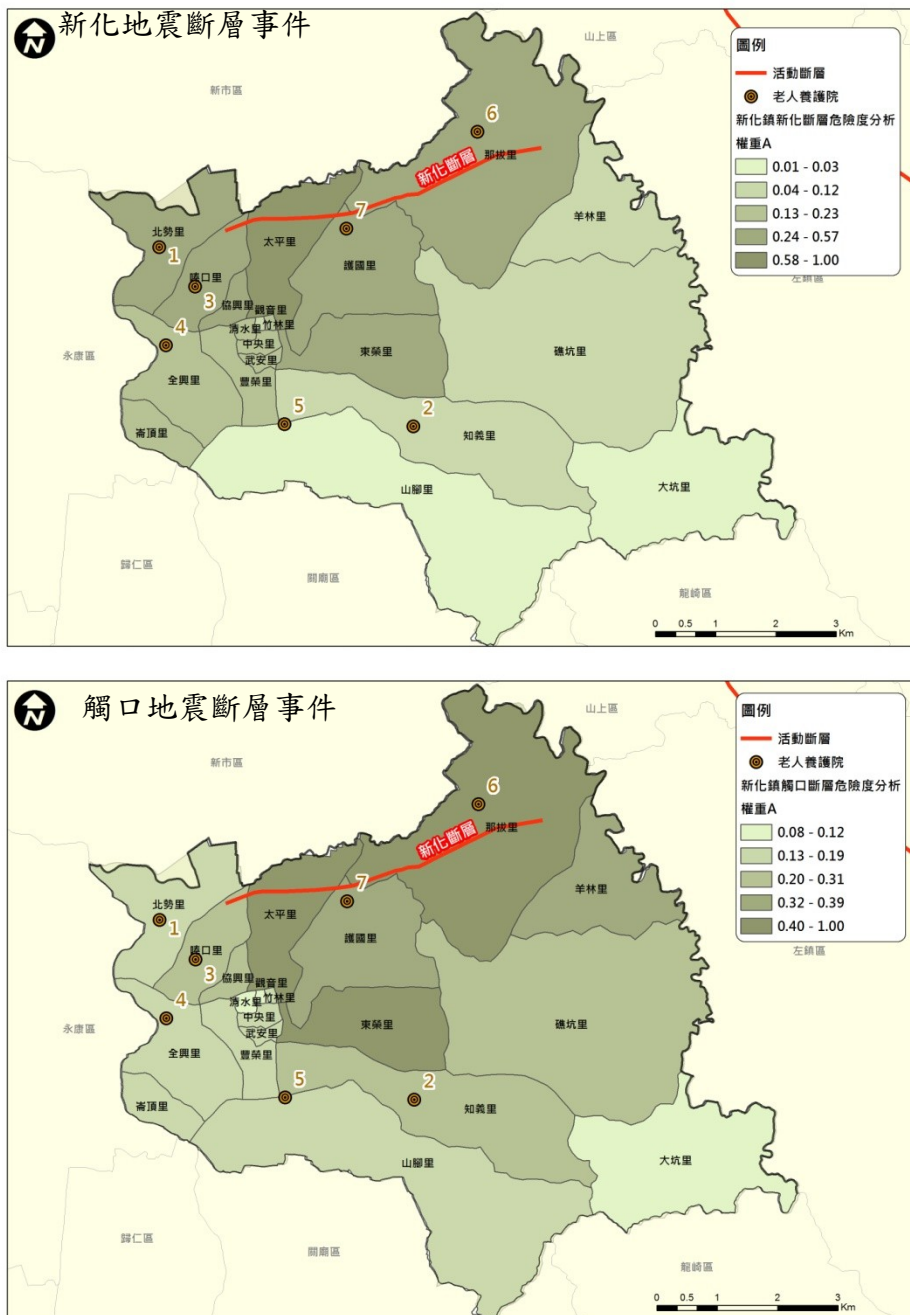 新化地震斷層事件
N
山上區
新市區
圖例
活動斷層
老人養護院
新化鎮新化斷層危險度分析
權重A
0.01 - 0.03
0.04 - 0.12
0.13 - 0.23
0.24 - 0.57
0.58 - 1.00
6
那拔里
新化斷層
羊林里
7
北勢里
太平里
1
護國里
左鎮區
𦰡口里
3
協興里
觀音里
竹林里
清水里
4
中央里
東榮里
礁坑里
永康區
武安里
全興里
豐榮里
5
2
崙頂里
知義里
山腳里
大坑里
歸仁區
關廟區
龍崎區
0 0.5 1 2 3
Km
觸口地震斷層事件
N
山上區
新市區
圖例
活動斷層
老人養護院
新化鎮觸口斷層危險度分析
權重A
0.08 - 0.12
0.13 - 0.19
0.20 - 0.31
0.32 - 0.39
0.40 - 1.00
6
那拔里
新化斷層
羊林里
7
北勢里
太平里
1
護國里
左鎮區
3
協興里
觀音里
竹林里
清水里
4
中央里
東榮里
礁坑里
永康區
武安里
全興里
豐榮里
5
2
崙頂里
知義里
山腳里
大坑里
歸仁區
關廟區
龍崎區
0 0.5 1 2 3
Km